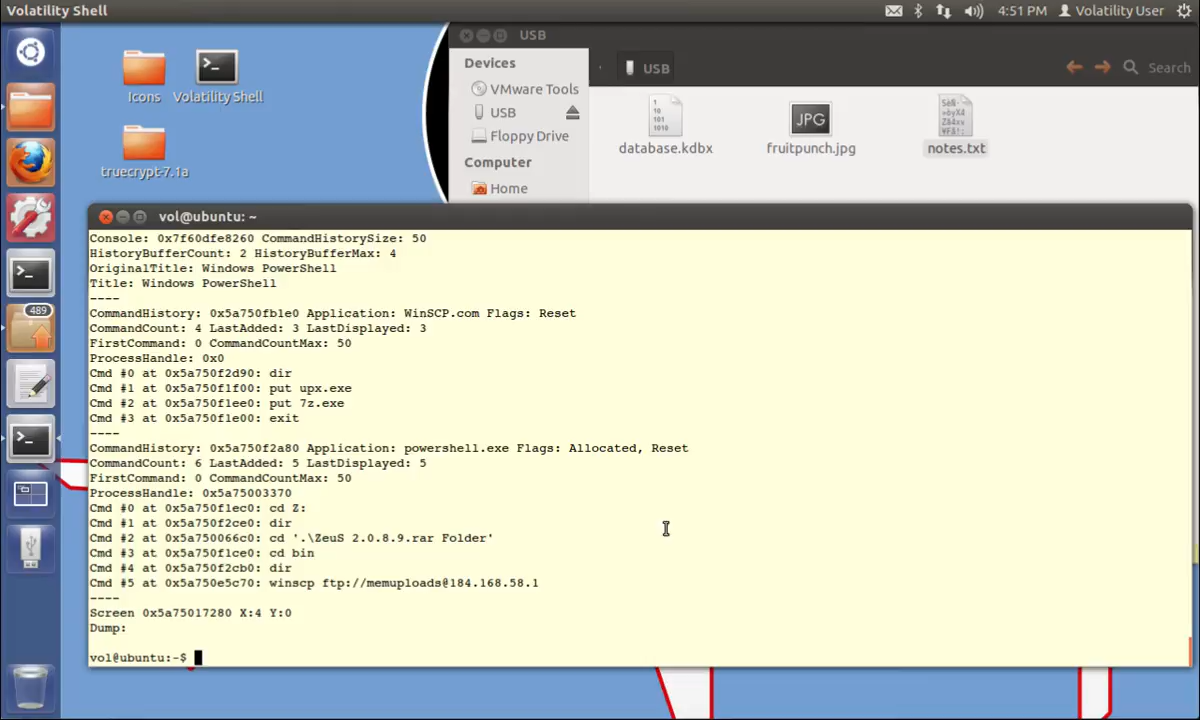 Volatility Shell
4:51 PM Volatility User
Icons
Volatility Shell
truecrypt-7.1a
489
USB
Devices
VMware Tools
USB
Floppy Drive
Computer
Home
USB
Search
1
10
101
1010
database.kdbx
JPG
fruitpunch.jpg
notes.txt
vol@ubuntu: ~
Console: 0x7f60dfe8260 CommandHistorySize: 50
HistoryBufferCount: 2 HistoryBufferMax: 4
OriginalTitle: Windows PowerShell
Title: Windows PowerShell
----
CommandHistory: 0x5a750fb1e0 Application: WinSCP.com Flags: Reset
CommandCount: 4 LastAdded: 3 LastDisplayed: 3
FirstCommand: 0 CommandCountMax: 50
ProcessHandle: 0x0
Cmd #0 at 0x5a750f2d90: dir
Cmd #1 at 0x5a750f1f00: put upx.exe
Cmd #2 at 0x5a750f1ee0: put 7z.exe
Cmd #3 at 0x5a750f1e00: exit
----
CommandHistory: 0x5a750f2a80 Application: powershell.exe Flags: Allocated, Reset
CommandCount: 6 LastAdded: 5 LastDisplayed: 5
FirstCommand: 0 CommandCountMax: 50
ProcessHandle: 0x5a75003370
Cmd #0 at 0x5a750f1ec0: cd Z:
Cmd #1 at 0x5a750f2ce0: dir
Cmd #2 at 0x5a750066c0: cd '.\ZeuS 2.0.8.9.rar Folder'
Cmd #3 at 0x5a750f1ce0: cd bin
Cmd #4 at 0x5a750f2cb0: dir
Cmd #5 at 0x5a750e5c70: winscp ftp://memuploads@184.168.58.1
----
Screen 0x5a75017280 X:4 Y:0
Dump:
vol@ubuntu:~$